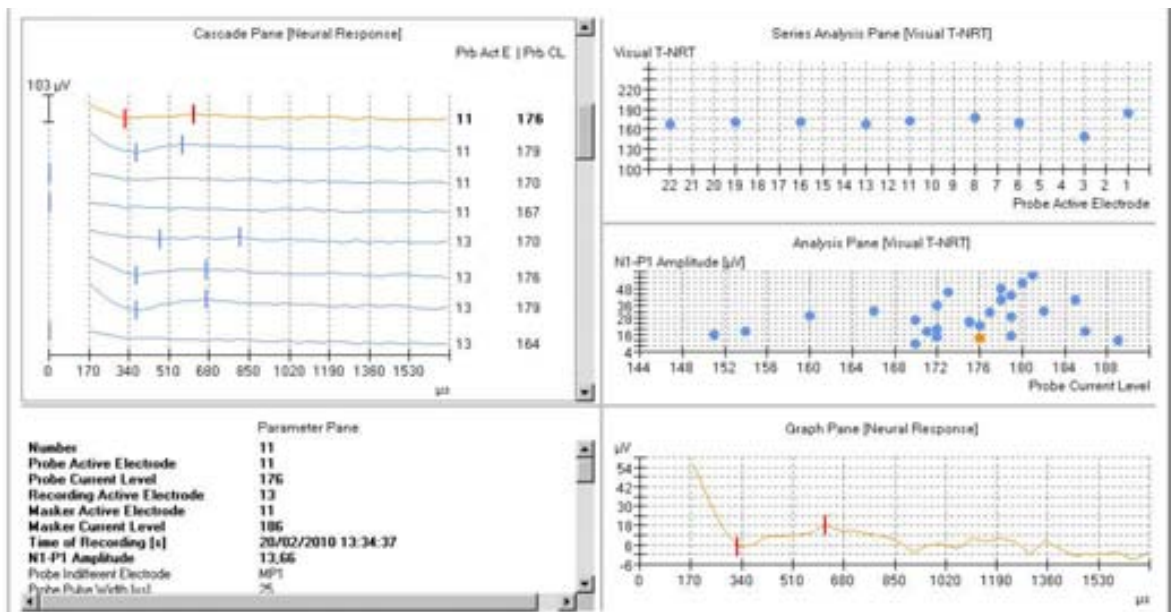 Cascade Pane [Neural Response]
Prb Act E | Prb CL
103 µV
11 176
11 179
11 170
11 167
13 170
13 176
13 179
13 164
0 170 340 510 680 850 1020 1190 1360 1530
µs
Series Analysis Pane [Visual T-NRT]
Visual T-NRT
220
190
160
130
100
22 21 20 19 18 17 16 15 14 13 12 11 10 9 8 7 6 5 4 3 2 1
Probe Active Electrode
Analysis Pane [Visual T-NRT]
N1-P1 Amplitude [µV]
48
36
28
16
4
144 148 152 156 160 164 168 172 176 180 184 188
Probe Current Level
Parameter Pane
Number 11
Probe Active Electrode 11
Probe Current Level 176
Recording Active Electrode 13
Masker Active Electrode 11
Masker Current Level 186
Time of Recording [s] 20/02/2010 13:34:37
N1-P1 Amplitude 13,66
Probe Indifferent Electrode MP1
Probe Pulse Width [µs] 25
Graph Pane [Neural Response]
µV
54
42
30
18
6
-6
0 170 340 510 680 850 1020 1190 1360 1530
µs